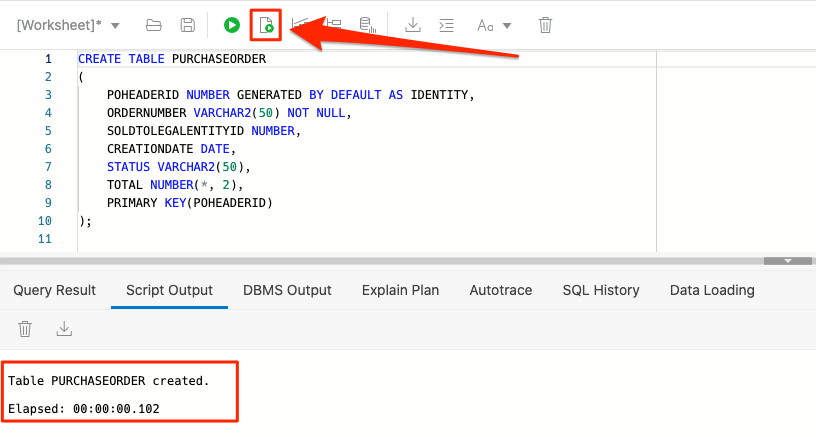 [Worksheet]*
Aa
1 CREATE TABLE PURCHASEORDER
2 (
3 POHEADERID NUMBER GENERATED BY DEFAULT AS IDENTITY,
4 ORDERNUMBER VARCHAR2(50) NOT NULL,
5 SOLDTOLEGALENTITYID NUMBER,
6 CREATIONDATE DATE,
7 STATUS VARCHAR2(50),
8 TOTAL NUMBER(*, 2),
9 PRIMARY KEY(POHEADERID)
10 );
11
Query Result Script Output DBMS Output Explain Plan Autotrace SQL History Data Loading
Table PURCHASEORDER created.
Elapsed: 00:00:00.102